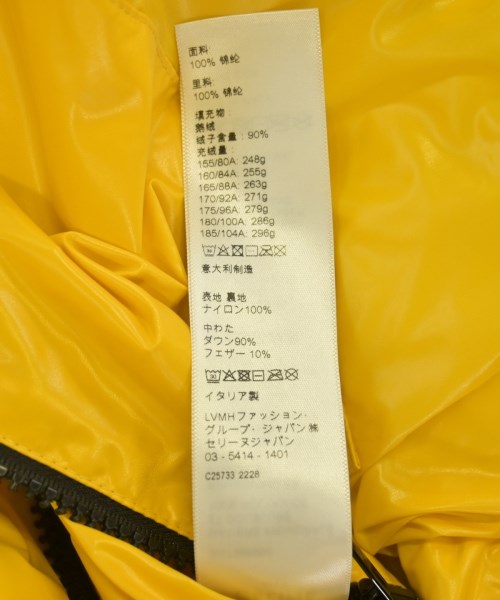 面料:
100% 锦纶
里料:
100% 锦纶
填充物:
鹅绒
绒子含量: 90%
充绒量:
155/80A: 248g
160/84A: 255g
165/88A: 263g
170/92A: 271g
175/96A: 279g
180/100A: 286g
185/104A: 296g
意大利制造
表地 裏地
ナイロン100%
中わた
ダウン90%
フェザー 10%
イタリア製
LVMHファッション・
グループ・ジャパン㈱
セリーヌジャパン
03 - 5414 - 1401
C25733 2228